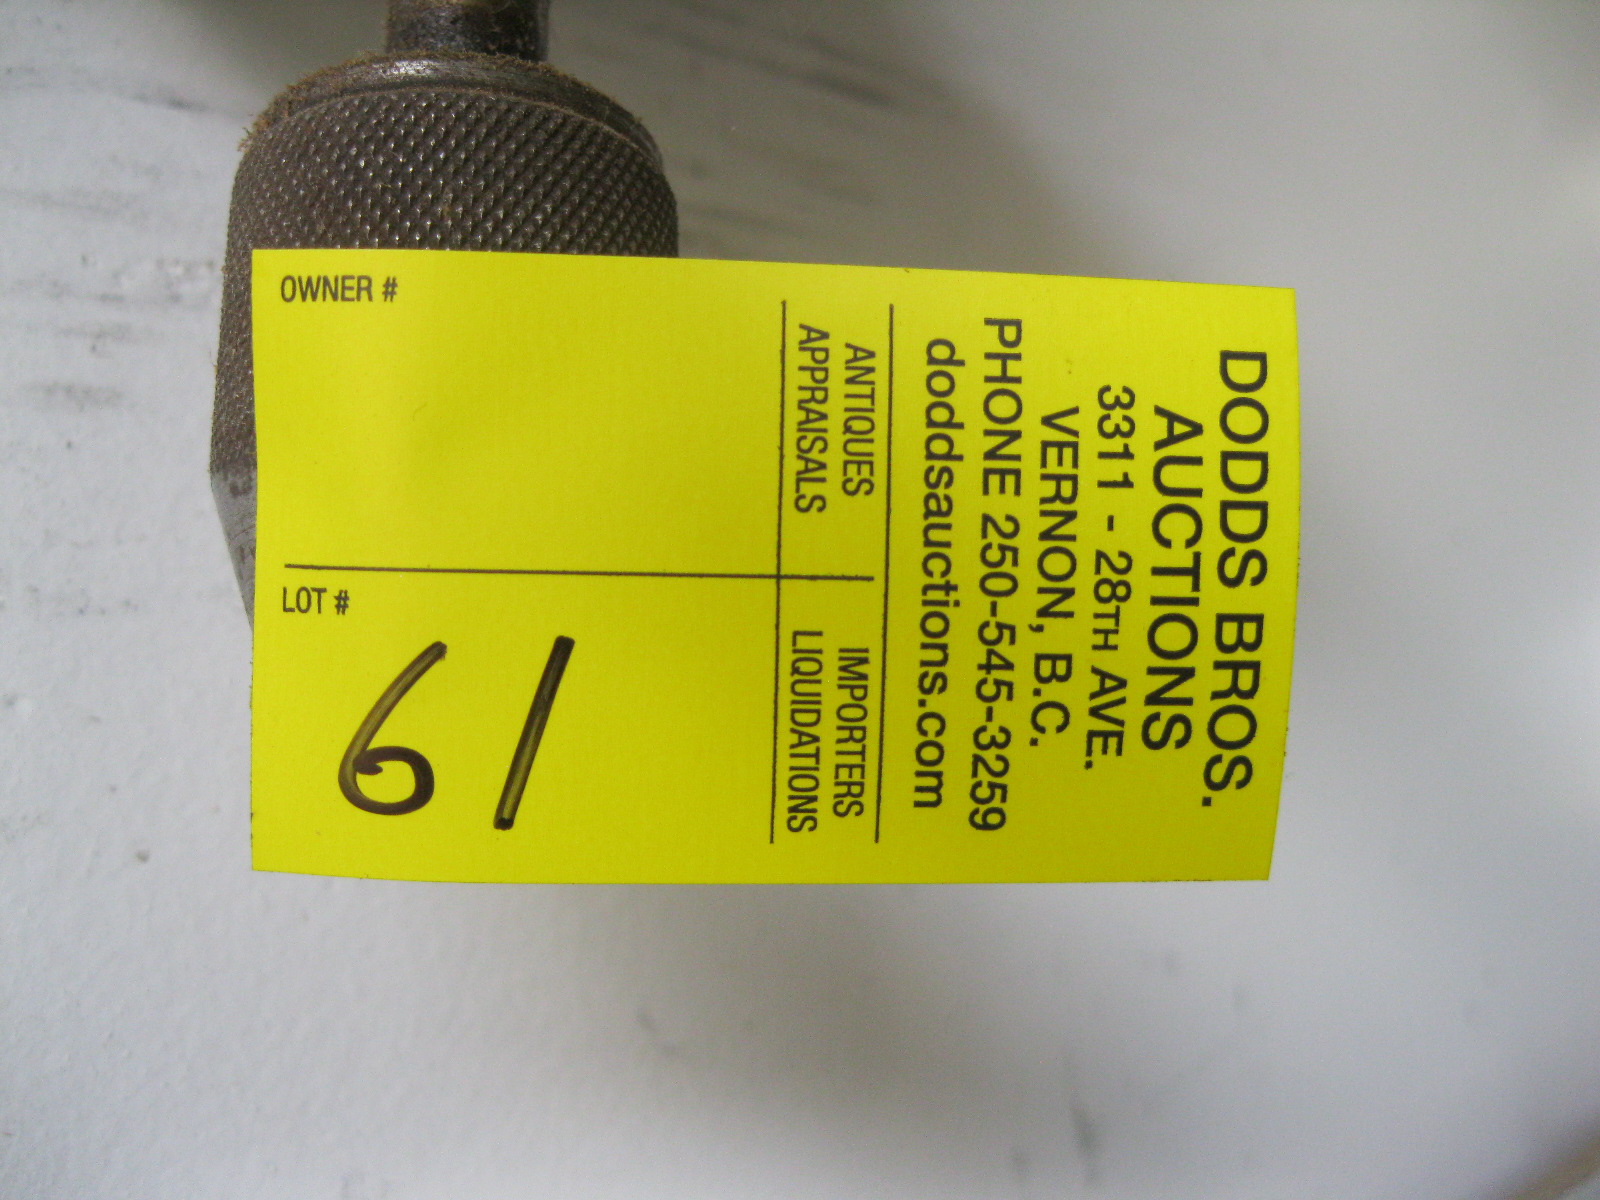 DODDS BROS.
AUCTIONS
3311 - 28TH AVE.
VERNON, B.C.
PHONE 250-545-3259
doddsauctions.com
ANTIQUES
APPRAISALS
IMPORTERS
LIQUIDATIONS
OWNER #
LOT #
61